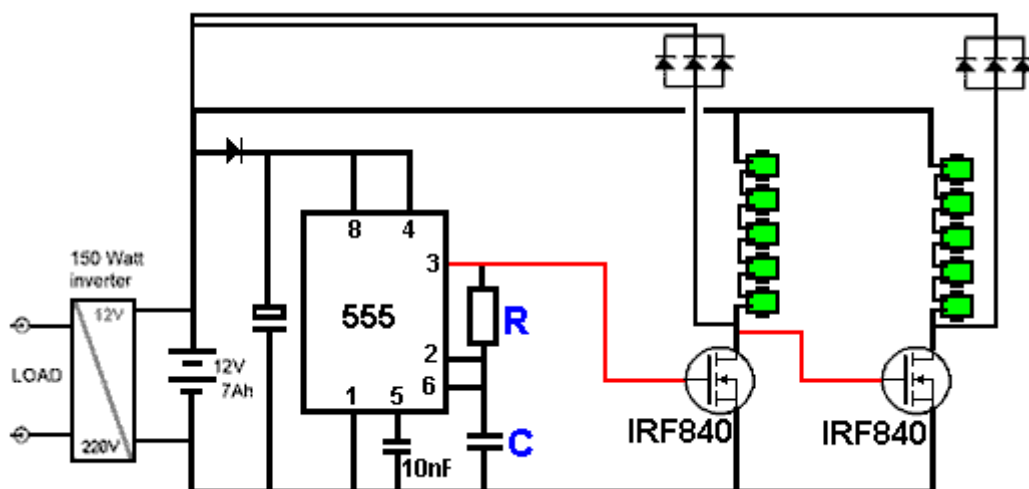 150 Watt
inverter
12V
LOAD
220V
12V
7Ah
8 4
3
555
R
2
6
1 5
10nF
C
IRF840
IRF840